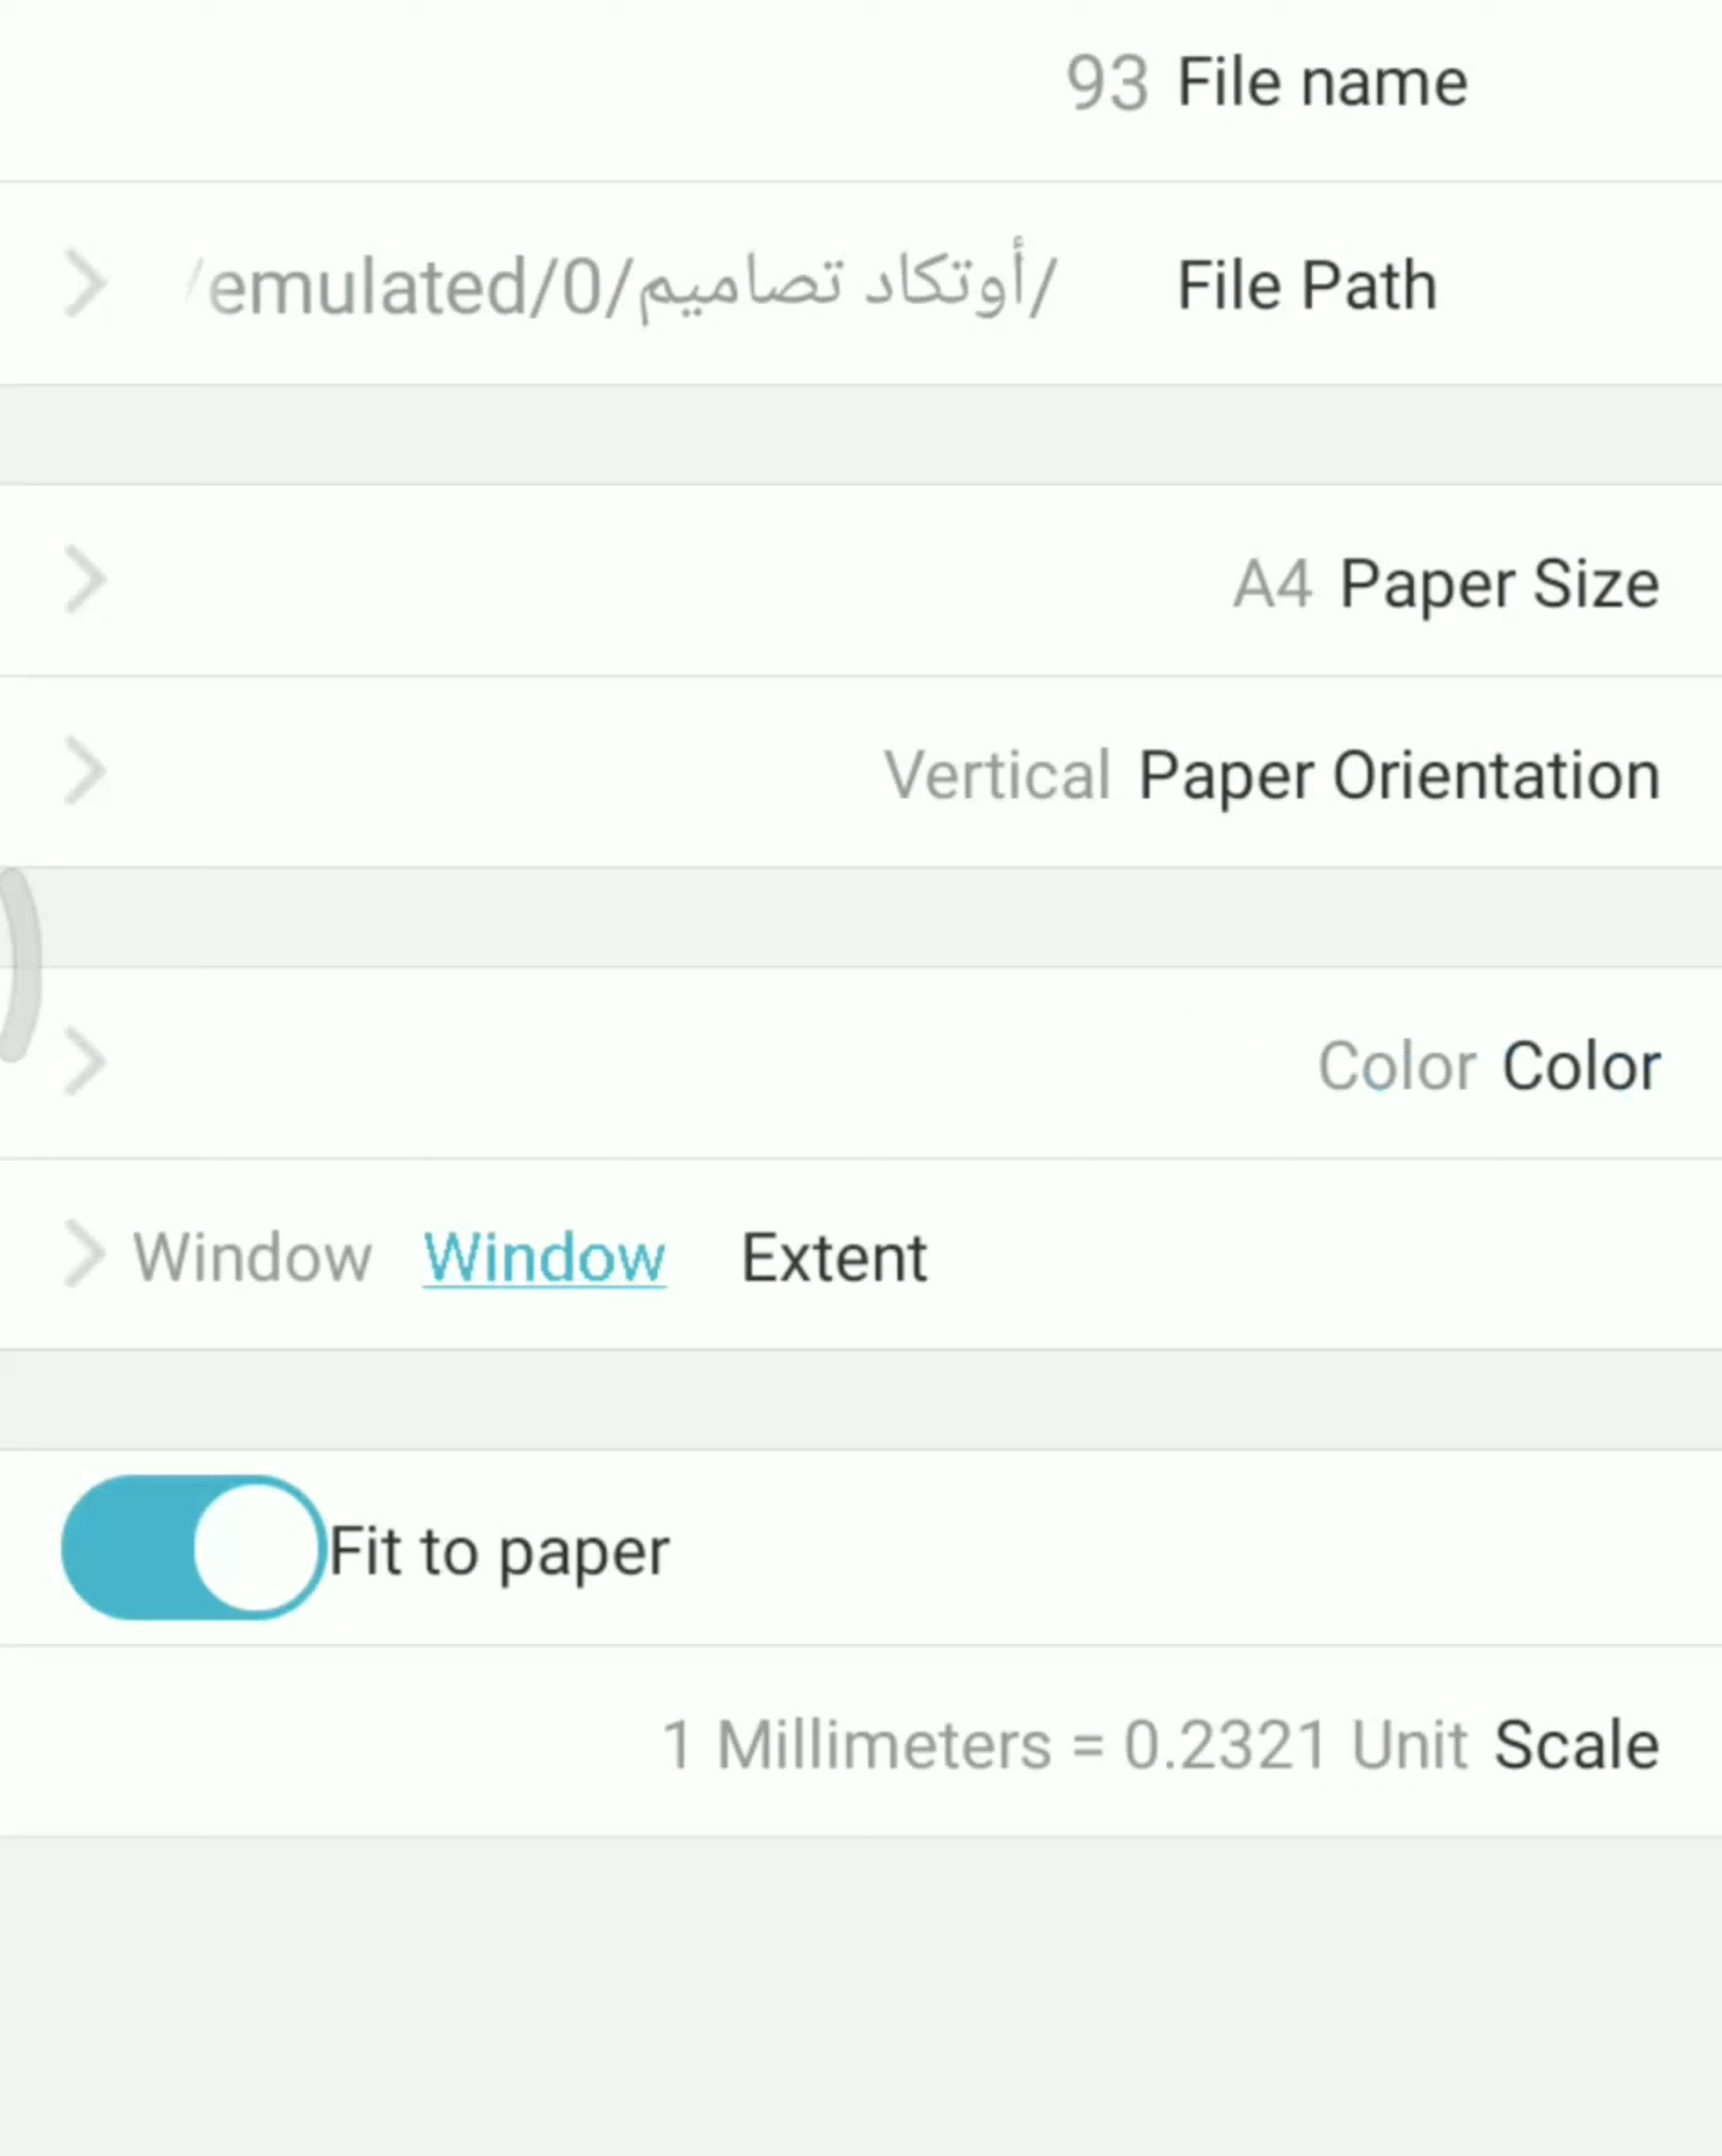 93 File name
/emulated/0/أوتكاد تصاميم/ File Path
A4 Paper Size
Vertical Paper Orientation
Color Color
Window Window Extent
Fit to paper
1 Millimeters = 0.2321 Unit Scale